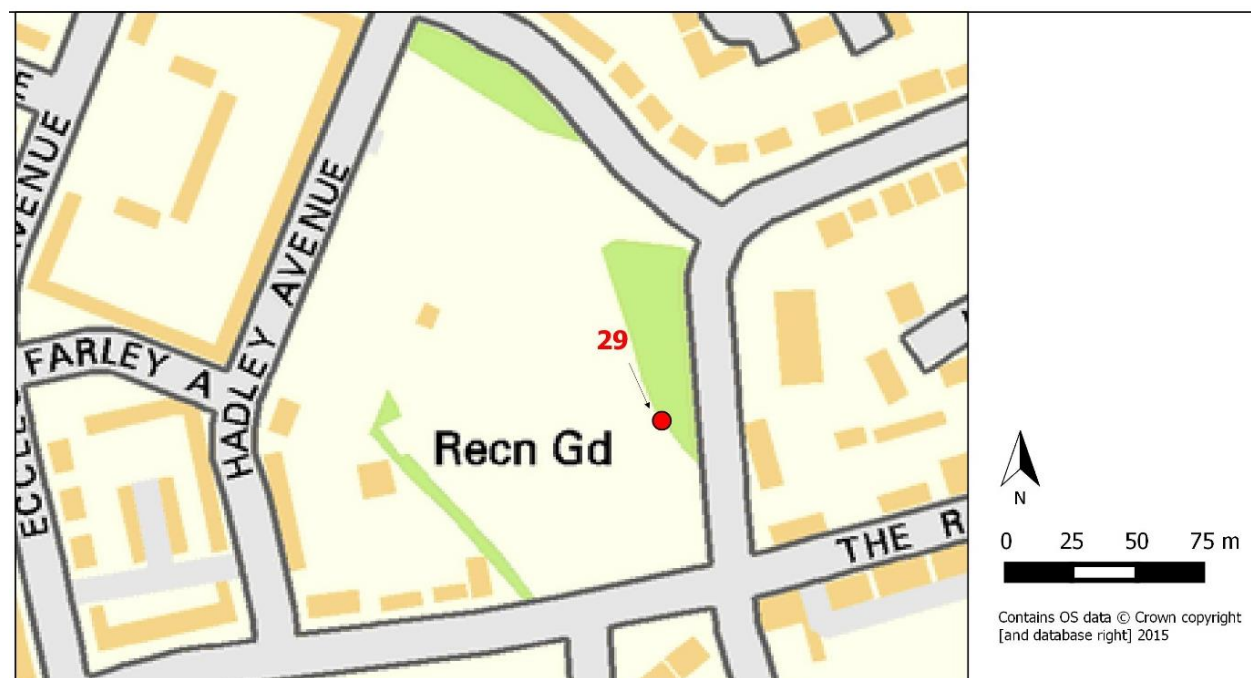 AVENUE
HADLEY AVENUE
29
FARLEY A
Recn Gd
ECCLES
THE R
N
0 25 50 75 m
Contains OS data © Crown copyright
[and database right] 2015